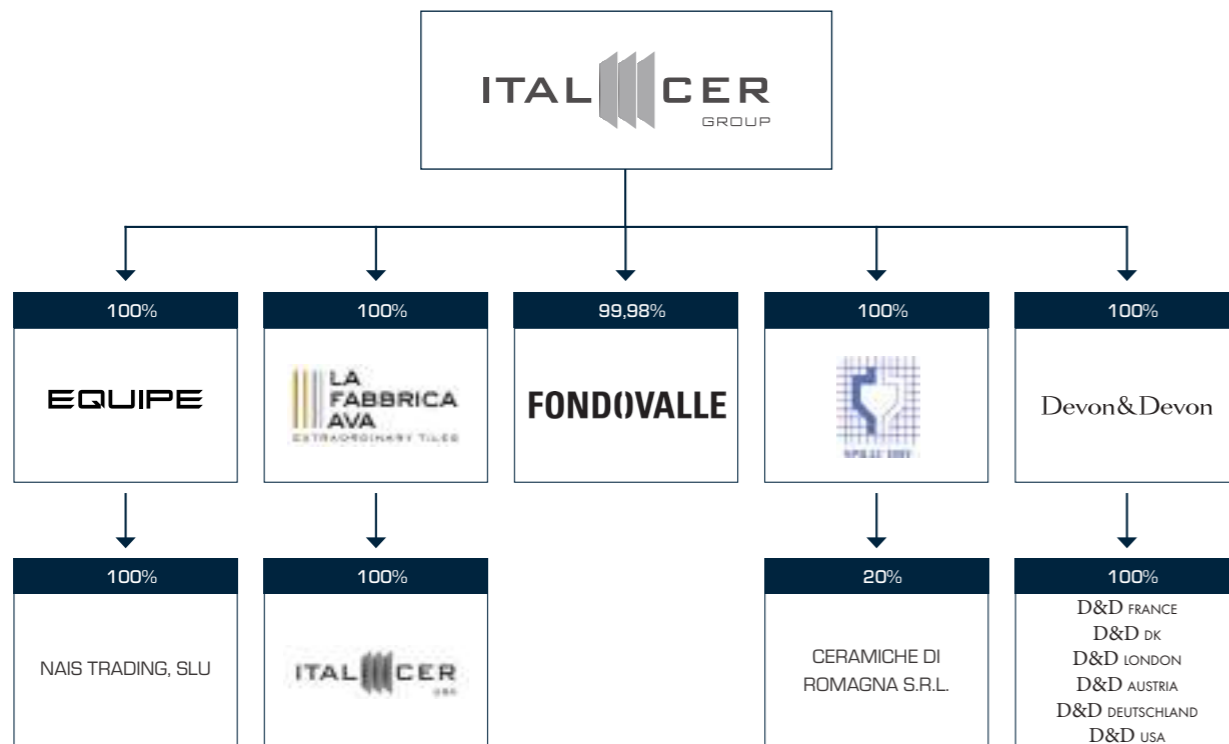 ITAL CER
GROUP
100%
100%
99,98%
100%
100%
EQUIPE
LA
FABBRICA
AVA
EXTRAORDINARY TILES
FONDOVALLE
Devon&Devon
100%
100%
20%
100%
NAIS TRADING, SLU
ITAL CER
USA
CERAMICHE DI
ROMAGNA S.R.L.
D&D FRANCE
D&D DK
D&D LONDON
D&D AUSTRIA
D&D DEUTSCHLAND
D&D USA